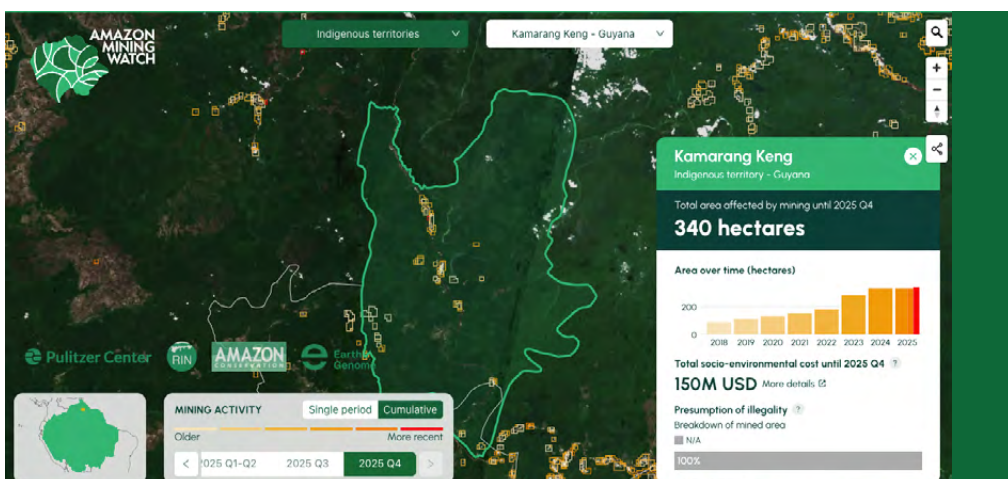 AMAZON
MINING
WATCH
Indigenous territories
Kamarang Keng - Guyana
+
−
Kamarang Keng
Indigenous territory - Guyana
Total area affected by mining until 2025 Q4
340 hectares
Area over time (hectares)
200
0
2018 2019 2020 2021 2022 2023 2024 2025
Total socio-environmental cost until 2025 Q4 ?
150M USD More details
Presumption of illegality ?
Breakdown of mined area
N/A
100%
Pulitzer Center
RIN
AMAZON
CONSERVATION
Earth
Genome
MINING ACTIVITY
Single period Cumulative
Older More recent
< 2025 Q1-Q2 2025 Q3 2025 Q4 >